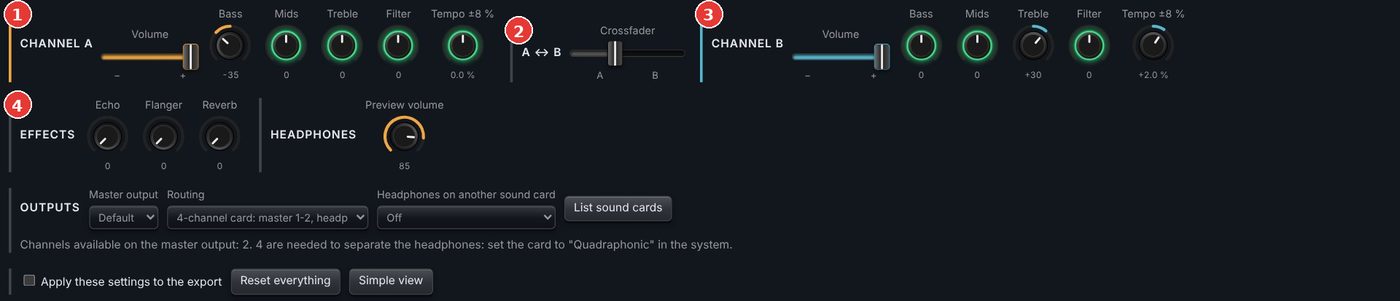 1 2 3
Bass Mids Treble Filter Tempo ±8 % Bass Mids Treble Filter Tempo ±8 %
Volume Crossfader Volume
CHANNEL A A ↔ B CHANNEL B
− + -35 0 0 0 0.0 % A B − + 0 0 +30 0 +2.0 %
4
Echo Flanger Reverb Preview volume
EFFECTS HEADPHONES
0 0 0 85
Master output Routing Headphones on another sound card
OUTPUTS Default 4-channel card: master 1-2, headp Off List sound cards
Channels available on the master output: 2. 4 are needed to separate the headphones: set the card to "Quadraphonic" in the system.
Apply these settings to the export Reset everything Simple view